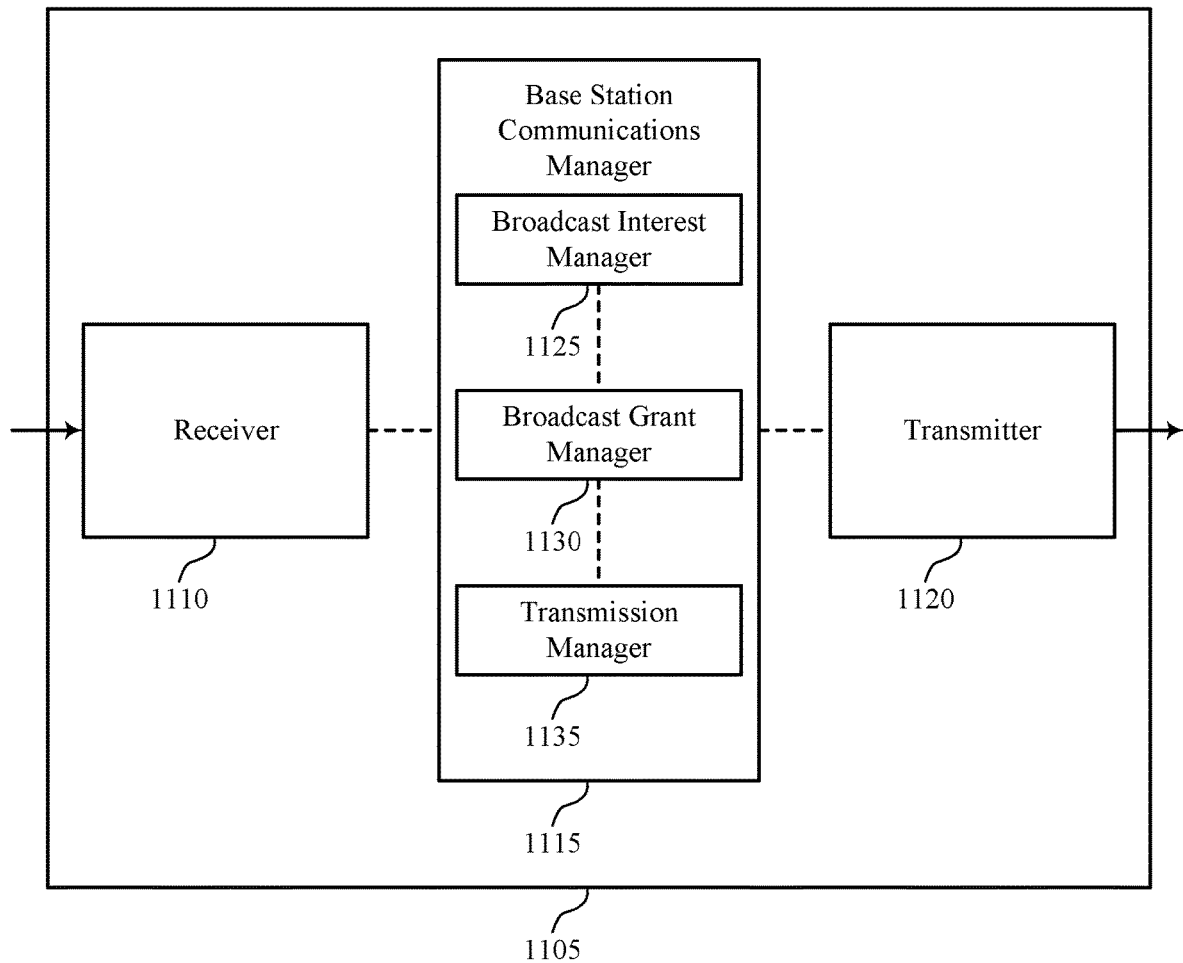 Base Station
Communications
Manager
Broadcast Interest
Manager
1125
Receiver
Broadcast Grant
Manager
Transmitter
1130
1110
1120
Transmission
Manager
1135
1115
1105